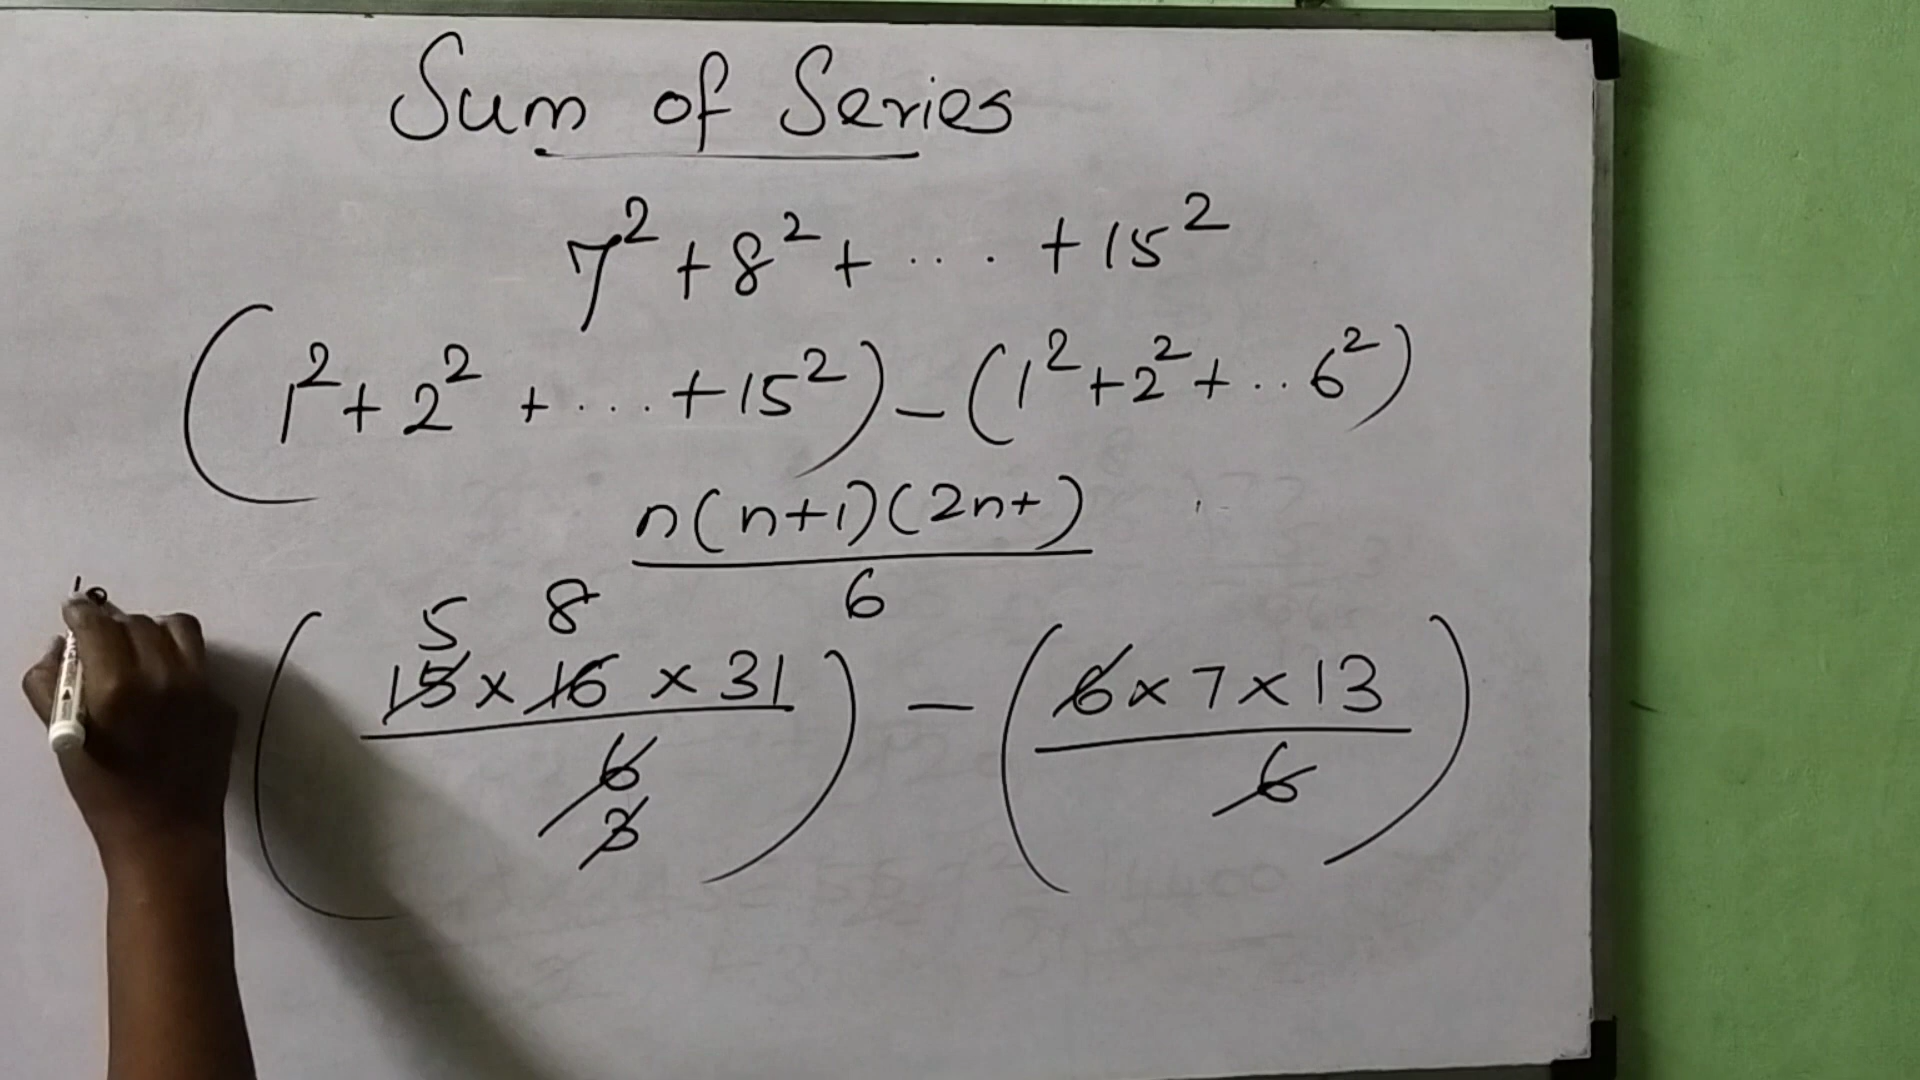 Sum of Series
7² + 8² + .... + 15²
(1² + 2² + .... + 15²) - (1² + 2² + .. 6²)
n(n+1)(2n+)
6
5 8
(15 x 16 x 31) - (6 x 7 x 13)
6 6
3